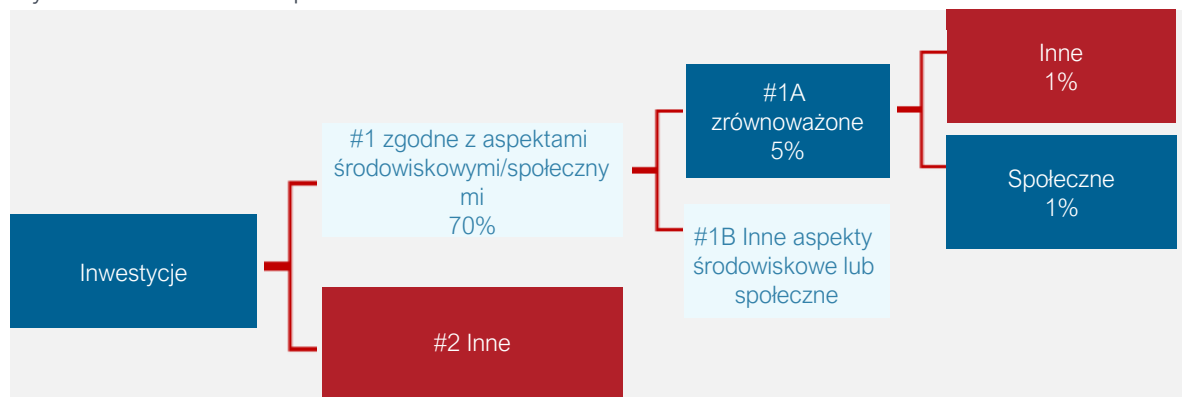 Inne
1%
#1A
zrównoważone
5%
#1 zgodne z aspektami
środowiskowymi/społeczny
mi
70%
Społeczne
1%
#1B Inne aspekty
środowiskowe lub
społeczne
Inwestycje
#2 Inne